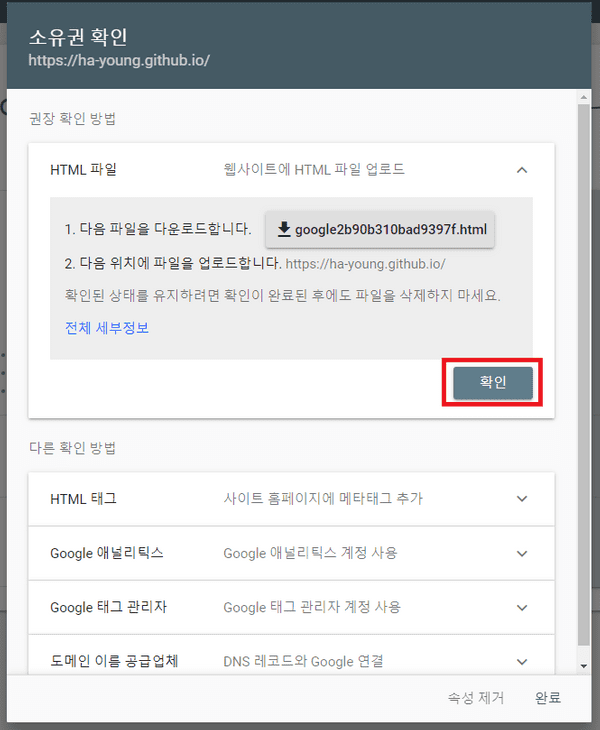 소유권 확인
https://ha-young.github.io/
권장 확인 방법
HTML 파일 웹사이트에 HTML 파일 업로드
1. 다음 파일을 다운로드합니다. google2b90b310bad9397f.html
2. 다음 위치에 파일을 업로드합니다. https://ha-young.github.io/
확인된 상태를 유지하려면 확인이 완료된 후에도 파일을 삭제하지 마세요.
전체 세부정보
확인
다른 확인 방법
HTML 태그 사이트 홈페이지에 메타태그 추가
Google 애널리틱스 Google 애널리틱스 계정 사용
Google 태그 관리자 Google 태그 관리자 계정 사용
도메인 이름 공급업체 DNS 레코드와 Google 연결
속성 제거 완료